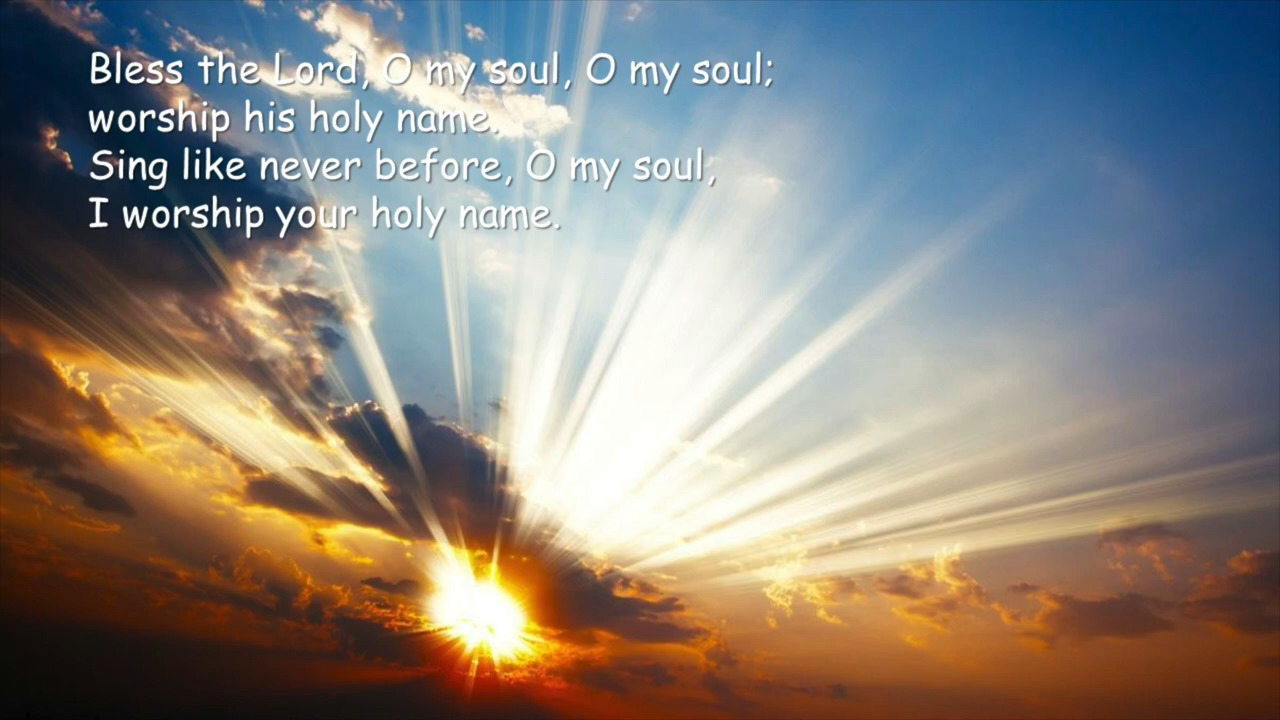 Bless the Lord, O my soul, O my soul;
worship his holy name.
Sing like never before, O my soul,
I worship your holy name.